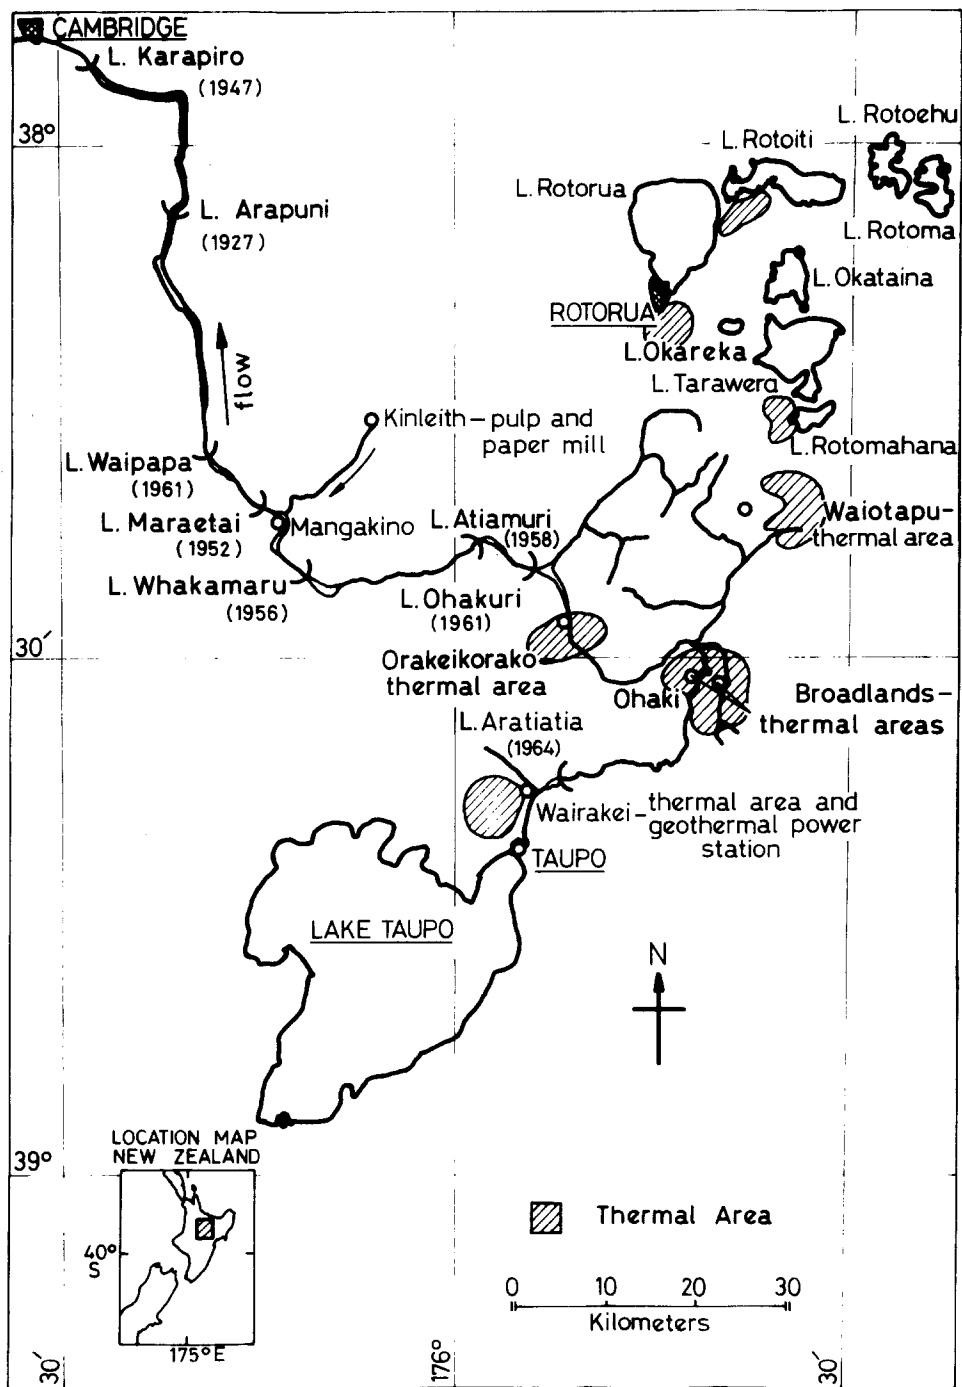 CAMBRIDGE
L. Karapiro
(1947)
38°
L. Rotoehu
L. Rotoiti
L. Rotorua
L. Arapuni
(1927)
L. Rotoma
L. Okataina
ROTORUA
L.Okareka
flow
L. Tarawera
Kinleith - pulp and
paper mill
L. Rotomahana
L. Waipapa
(1961)
L. Maraetai
(1952)
Mangakino
L. Atiamuri
(1958)
Waiotapu-
thermal area
L. Whakamaru
(1956)
L. Ohakuri
(1961)
30′
Orakeikorako
thermal area
Ohaki
Broadlands-
thermal areas
L. Aratiatia
(1964)
Wairakei - thermal area and
geothermal power
station
TAUPO
LAKE TAUPO
N
LOCATION MAP
NEW ZEALAND
39°
40°
S
175°E
Thermal Area
0 10 20 30
Kilometers
30′
176°
30′